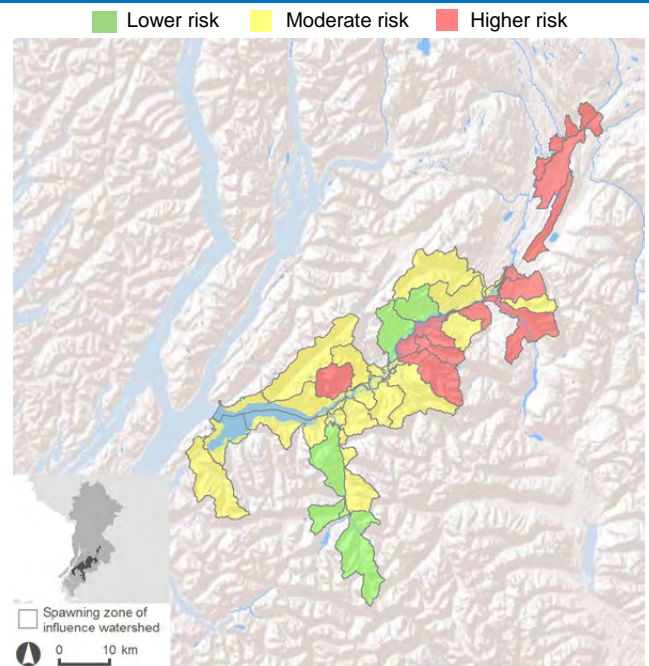 Lower risk Moderate risk Higher risk
Spawning zone of
influence watershed
0 10 km